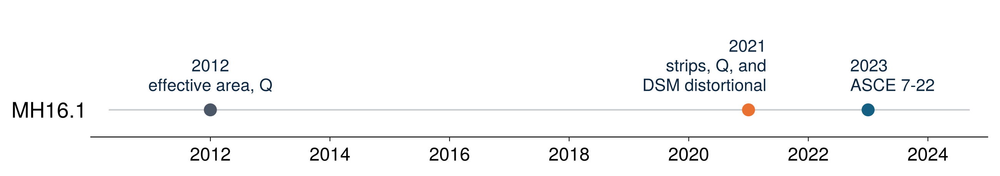 2012
effective area, Q
2021
strips, Q, and
DSM distortional
2023
ASCE 7-22
MH16.1
2012
2014
2016
2018
2020
2022
2024